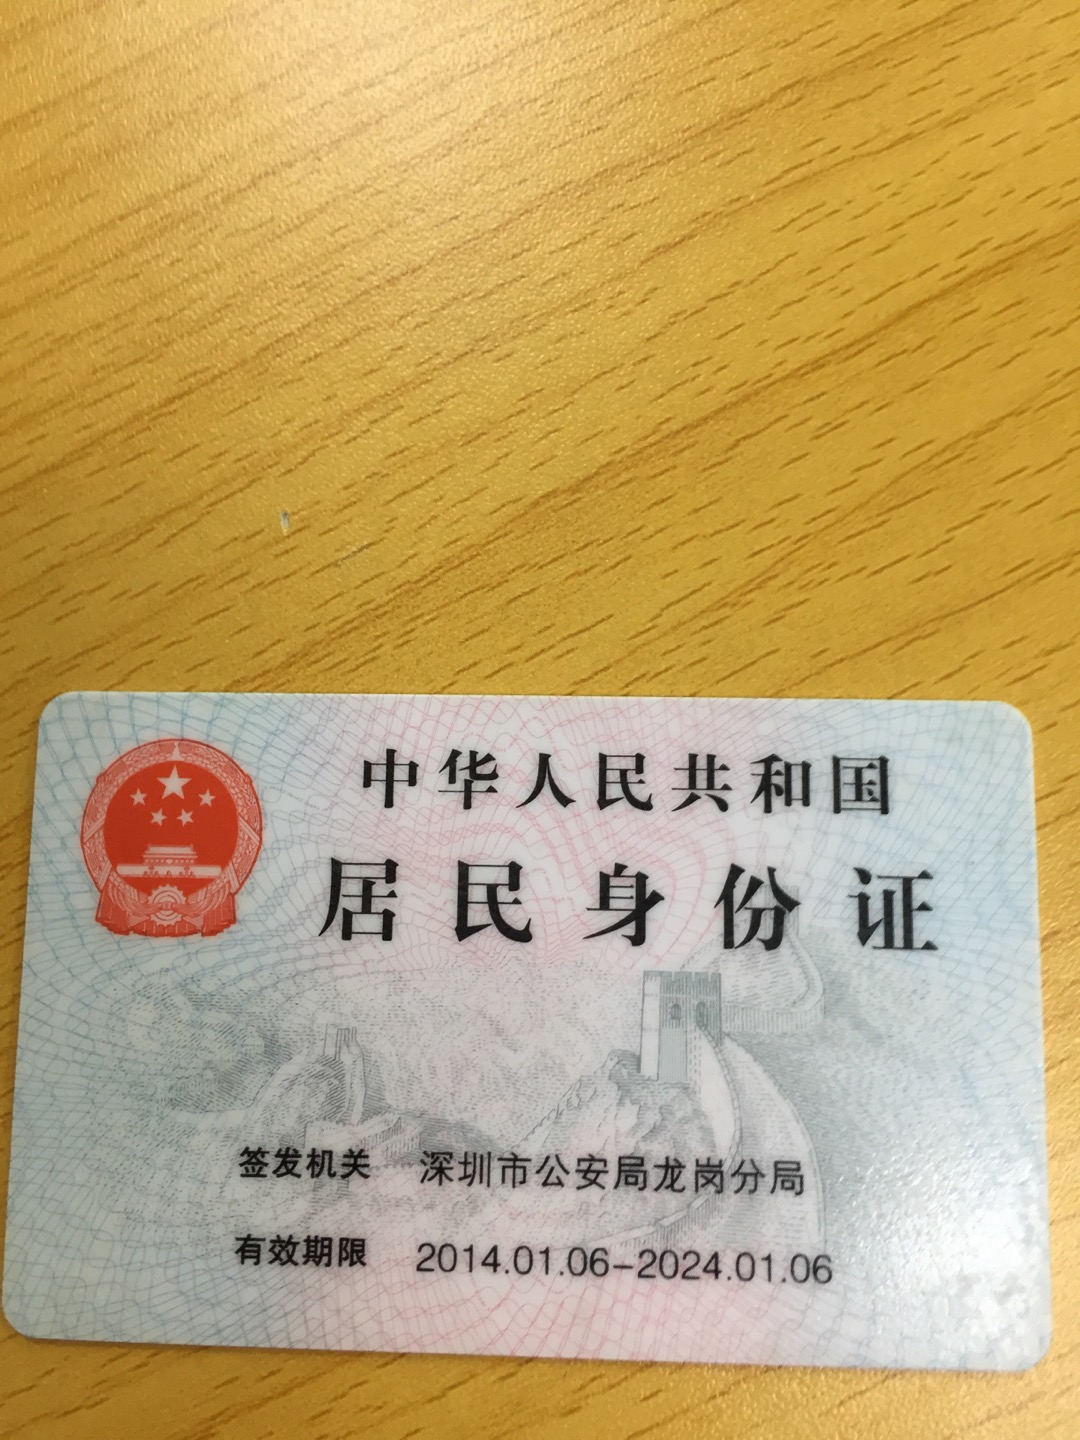 中华人民共和国
居民身份证
签发机关 深圳市公安局龙岗分局
有效期限 2014.01.06-2024.01.06